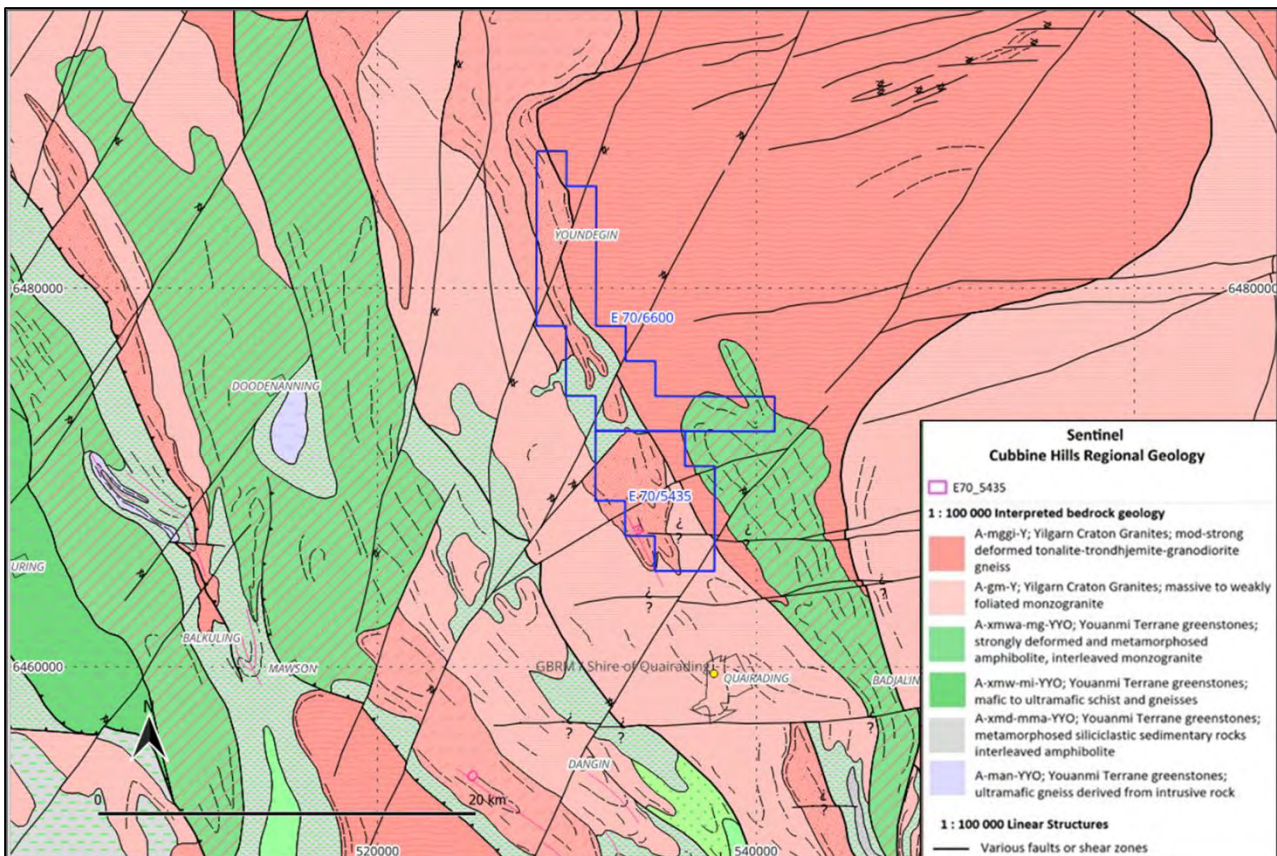 YOUNDEGIN
6480000
6480000
E 70/6600
DOODENANNING
E 70/5435
?
?
?
?
?
URING
?
?
BALKULING
MAWSON
GBRM / Shire of Quairading
QUAIRADING
BADJALIN
6460000
N
?
?
?
?
?
DANGIN
?
?
0
20 km
520000
540000
Sentinel
Cubbine Hills Regional Geology
E70_5435
1 : 100 000 Interpreted bedrock geology
A-mggi-Y; Yilgarn Craton Granites; mod-strong
deformed tonalite-trondhjemite-granodiorite
gneiss
A-gm-Y; Yilgarn Craton Granites; massive to weakly
foliated monzogranite
A-xmwa-mg-YYO; Youanmi Terrane greenstones;
strongly deformed and metamorphosed
amphibolite, interleaved monzogranite
A-xmw-mi-YYO; Youanmi Terrane greenstones;
mafic to ultramafic schist and gneisses
A-xmd-mma-YYO; Youanmi Terrane greenstones;
metamorphosed siliciclastic sedimentary rocks
interleaved amphibolite
A-man-YYO; Youanmi Terrane greenstones;
ultramafic gneiss derived from intrusive rock
1 : 100 000 Linear Structures
Various faults or shear zones